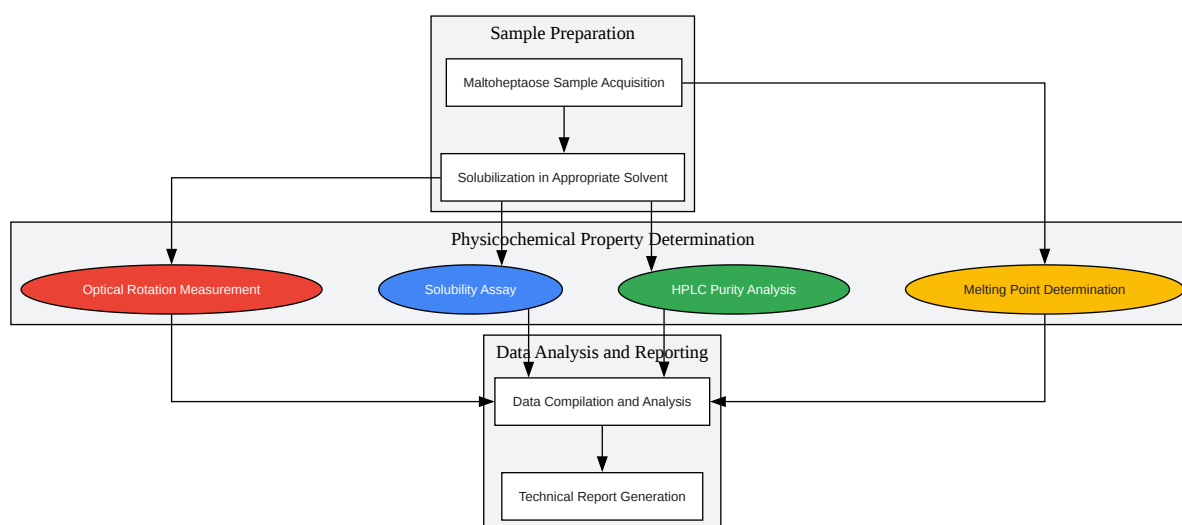 Sample Preparation
Maltoheptaose Sample Acquisition
Solubilization in Appropriate Solvent
Physicochemical Property Determination
Optical Rotation Measurement
Solubility Assay
HPLC Purity Analysis
Melting Point Determination
Data Analysis and Reporting
Data Compilation and Analysis
Technical Report Generation